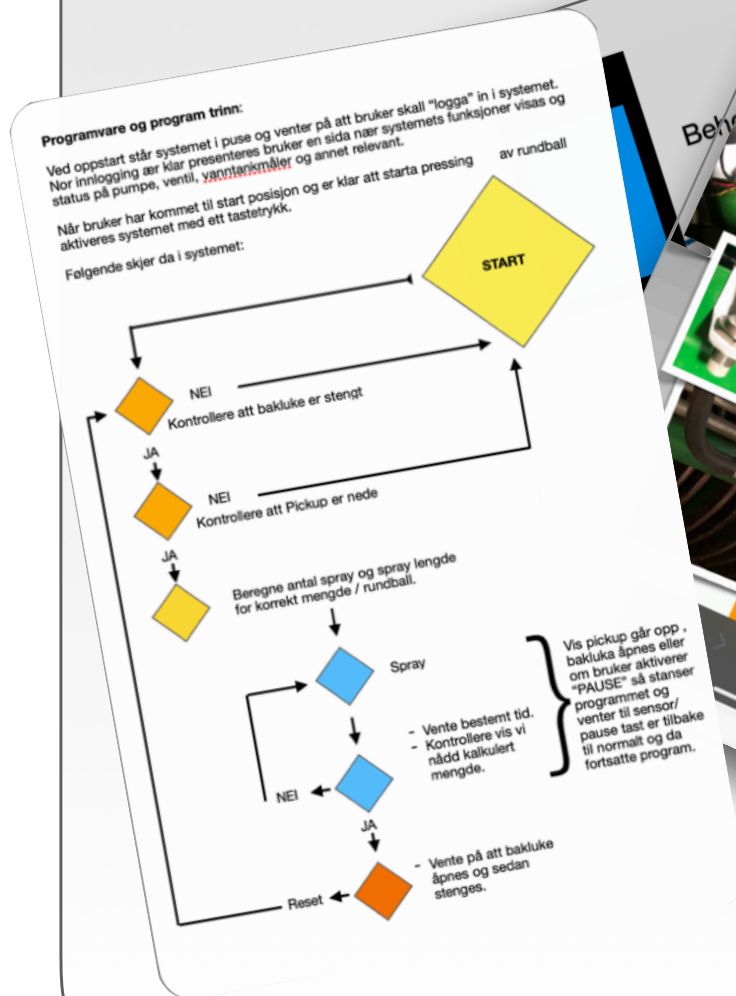 Programvare og program trinn:
Ved oppstart står systemet i puse og venter på att bruker skall “logga” in i systemet.
Nor innlogging ær klar presenteres bruker en sida nær systemets funksjoner visas og
status på pumpe, ventil, vanntankmåler og annet relevant.
Når bruker har kommet til start posisjon og er klar att starta pressing av rundball
aktiveres systemet med ett tastetrykk.
Følgende skjer da i systemet:
START
NEI
Kontrollere att bakluke er stengt
JA
NEI
Kontrollere att Pickup er nede
JA
Beregne antal spray og spray lengde
for korrekt mengde / rundball.
Spray
- Vente bestemt tid.
- Kontrollere vis vi
nådd kalkulert
mengde.
NEI
JA
Vis pickup går opp ,
bakluka åpnes eller
om bruker aktiverer
“PAUSE” så stanser
programmet og
venter til sensor/
pause tast er tilbake
til normalt og da
fortsatte program.
- Vente på att bakluke
åpnes og sedan
stenges.
Reset